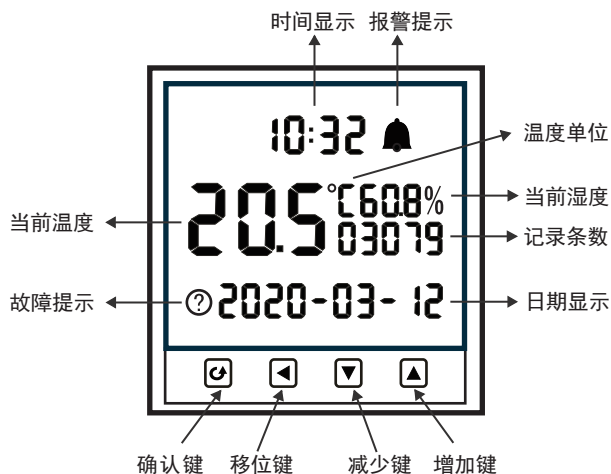 时间显示 报警提示
10:32
温度单位
20.5 °C 60.8%
当前湿度
当前温度
03079
记录条数
故障提示
? 2020-03-12
日期显示
确认键 移位键 减少键 增加键